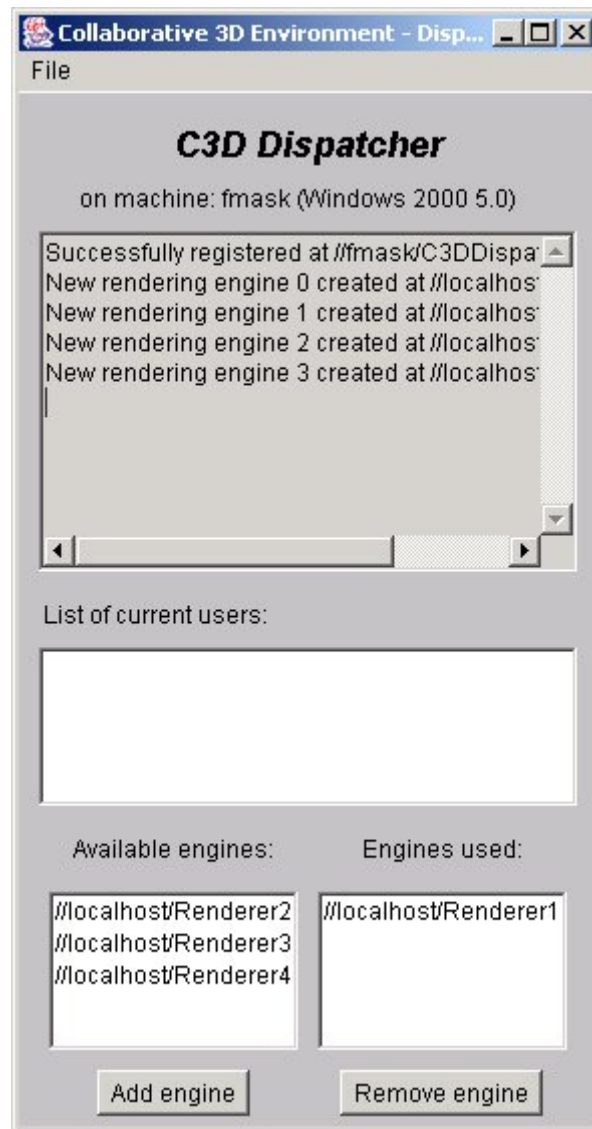 Collaborative 3D Environment - Disp...
File
C3D Dispatcher
on machine: fmask (Windows 2000 5.0)
Successfully registered at //fmask/C3DDispa
New rendering engine 0 created at //localhos
New rendering engine 1 created at //localhos
New rendering engine 2 created at //localhos
New rendering engine 3 created at //localhos
List of current users:
Available engines:
Engines used:
//localhost/Renderer2
//localhost/Renderer3
//localhost/Renderer4
//localhost/Renderer1
Add engine
Remove engine